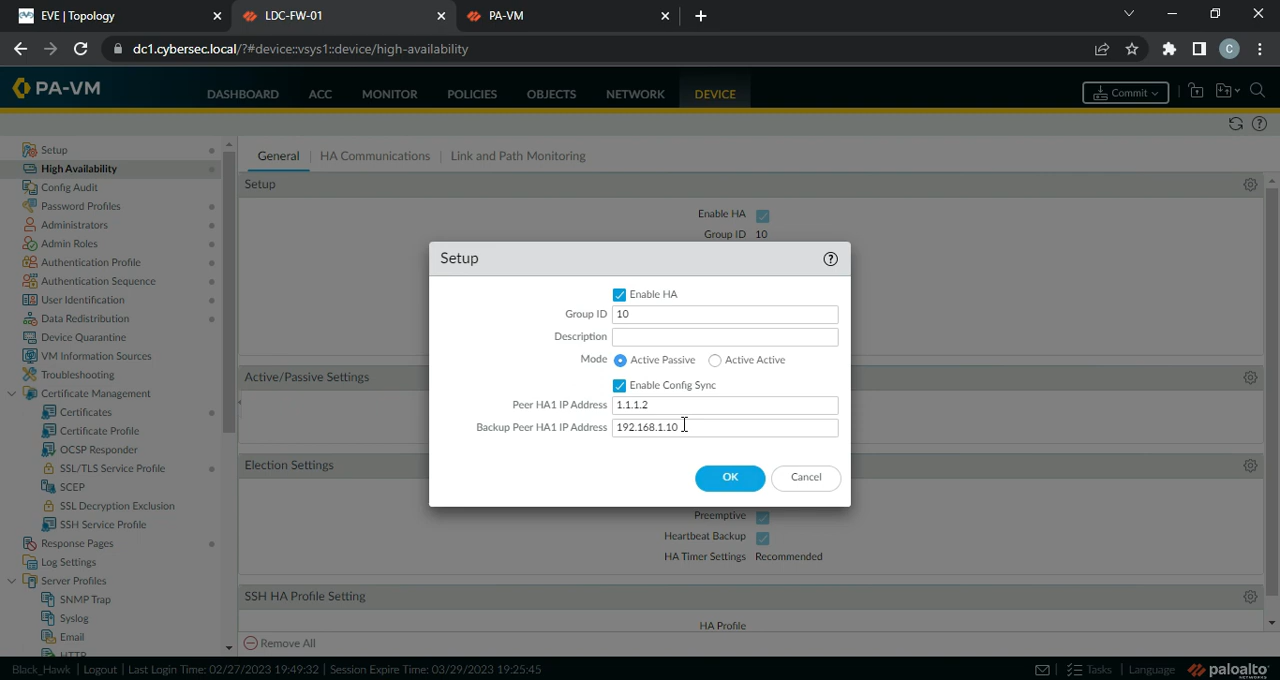 EVE | Topology
LDC-FW-01
PA-VM
dc1.cybersec.local/?#device::vsys1::device/high-availability
C
PA-VM
DASHBOARD
ACC
MONITOR
POLICIES
OBJECTS
NETWORK
DEVICE
Commit
Setup
High Availability
Config Audit
Password Profiles
Administrators
Admin Roles
Authentication Profile
Authentication Sequence
User Identification
Data Redistribution
Device Quarantine
VM Information Sources
Troubleshooting
Certificate Management
Certificates
Certificate Profile
OCSP Responder
SSL/TLS Service Profile
SCEP
SSL Decryption Exclusion
SSH Service Profile
Response Pages
Log Settings
Server Profiles
SNMP Trap
Syslog
Email
HTTP
General
HA Communications
Link and Path Monitoring
Setup
Enable HA
Group ID 10
Setup
Enable HA
Group ID 10
Description
Mode Active Passive Active Active
Enable Config Sync
Peer HA1 IP Address 1.1.1.2
Backup Peer HA1 IP Address 192.168.1.10
OK
Cancel
Active/Passive Settings
Election Settings
Preemptive
Heartbeat Backup
HA Timer Settings Recommended
SSH HA Profile Setting
HA Profile
Remove All
Black_Hawk | Logout | Last Login Time: 02/27/2023 19:49:32 | Session Expire Time: 03/29/2023 19:25:45
Tasks | Language
paloalto
NETWORKS